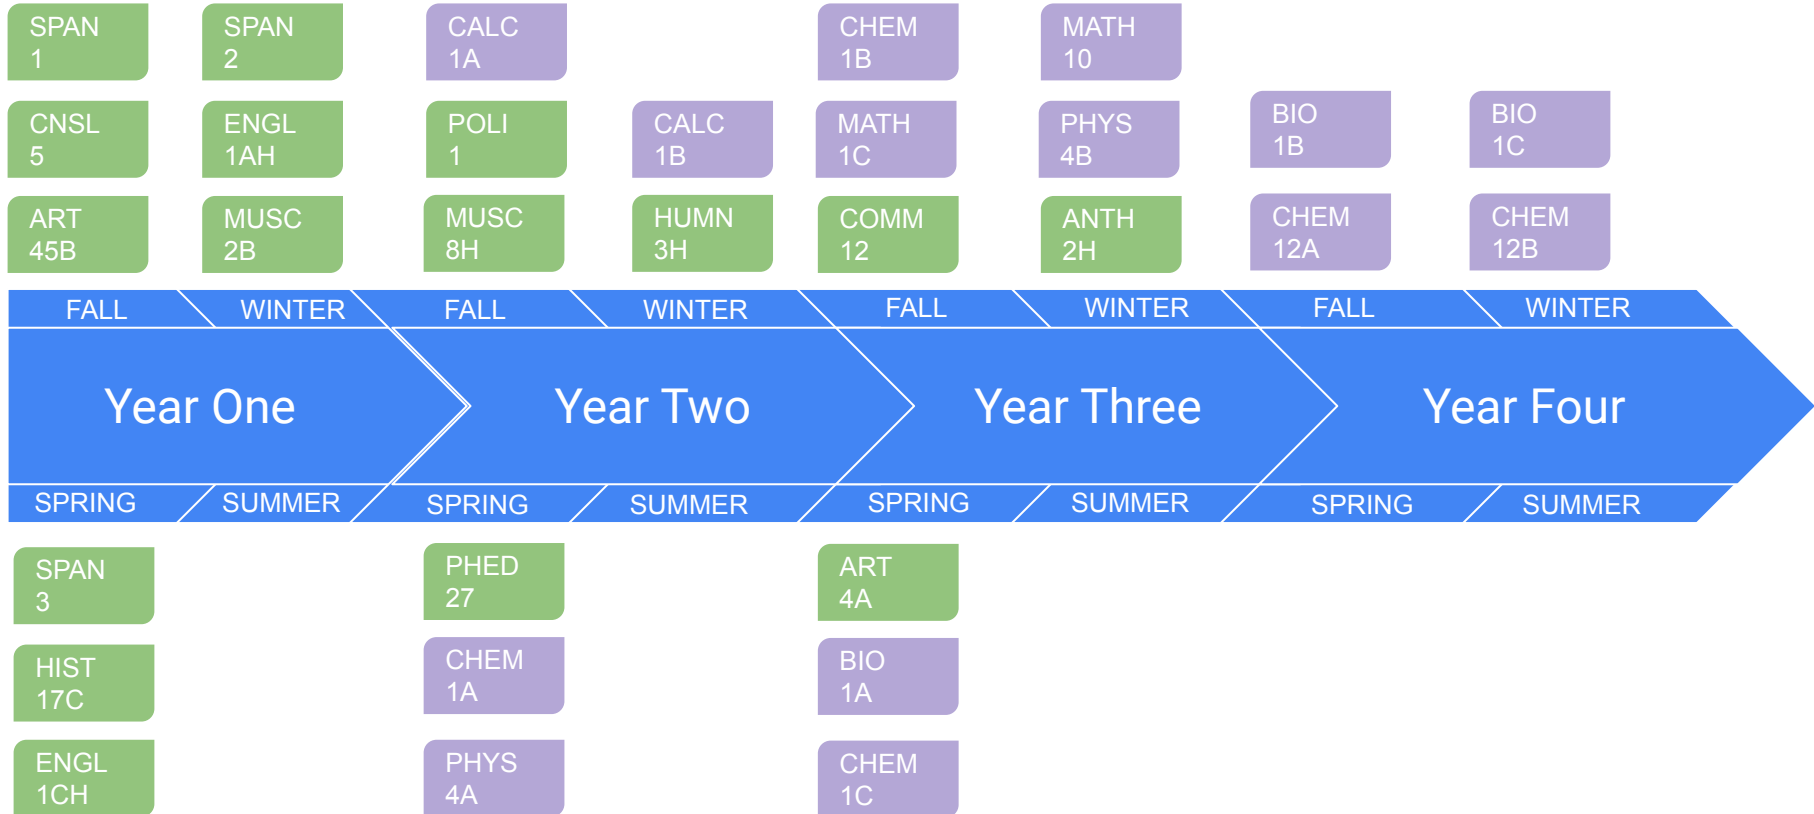 SPAN
1
SPAN
2
CALC
1A
CHEM
1B
MATH
10
CNSL
5
ENGL
1AH
POLI
1
CALC
1B
MATH
1C
PHYS
4B
BIO
1B
BIO
1C
ART
45B
MUSC
2B
MUSC
8H
HUMN
3H
COMM
12
ANTH
2H
CHEM
12A
CHEM
12B
FALL
WINTER
FALL
WINTER
FALL
WINTER
FALL
WINTER
Year One
Year Two
Year Three
Year Four
SPRING
SUMMER
SPRING
SUMMER
SPRING
SUMMER
SPRING
SUMMER
SPAN
3
PHED
27
ART
4A
HIST
17C
CHEM
1A
BIO
1A
ENGL
1CH
PHYS
4A
CHEM
1C